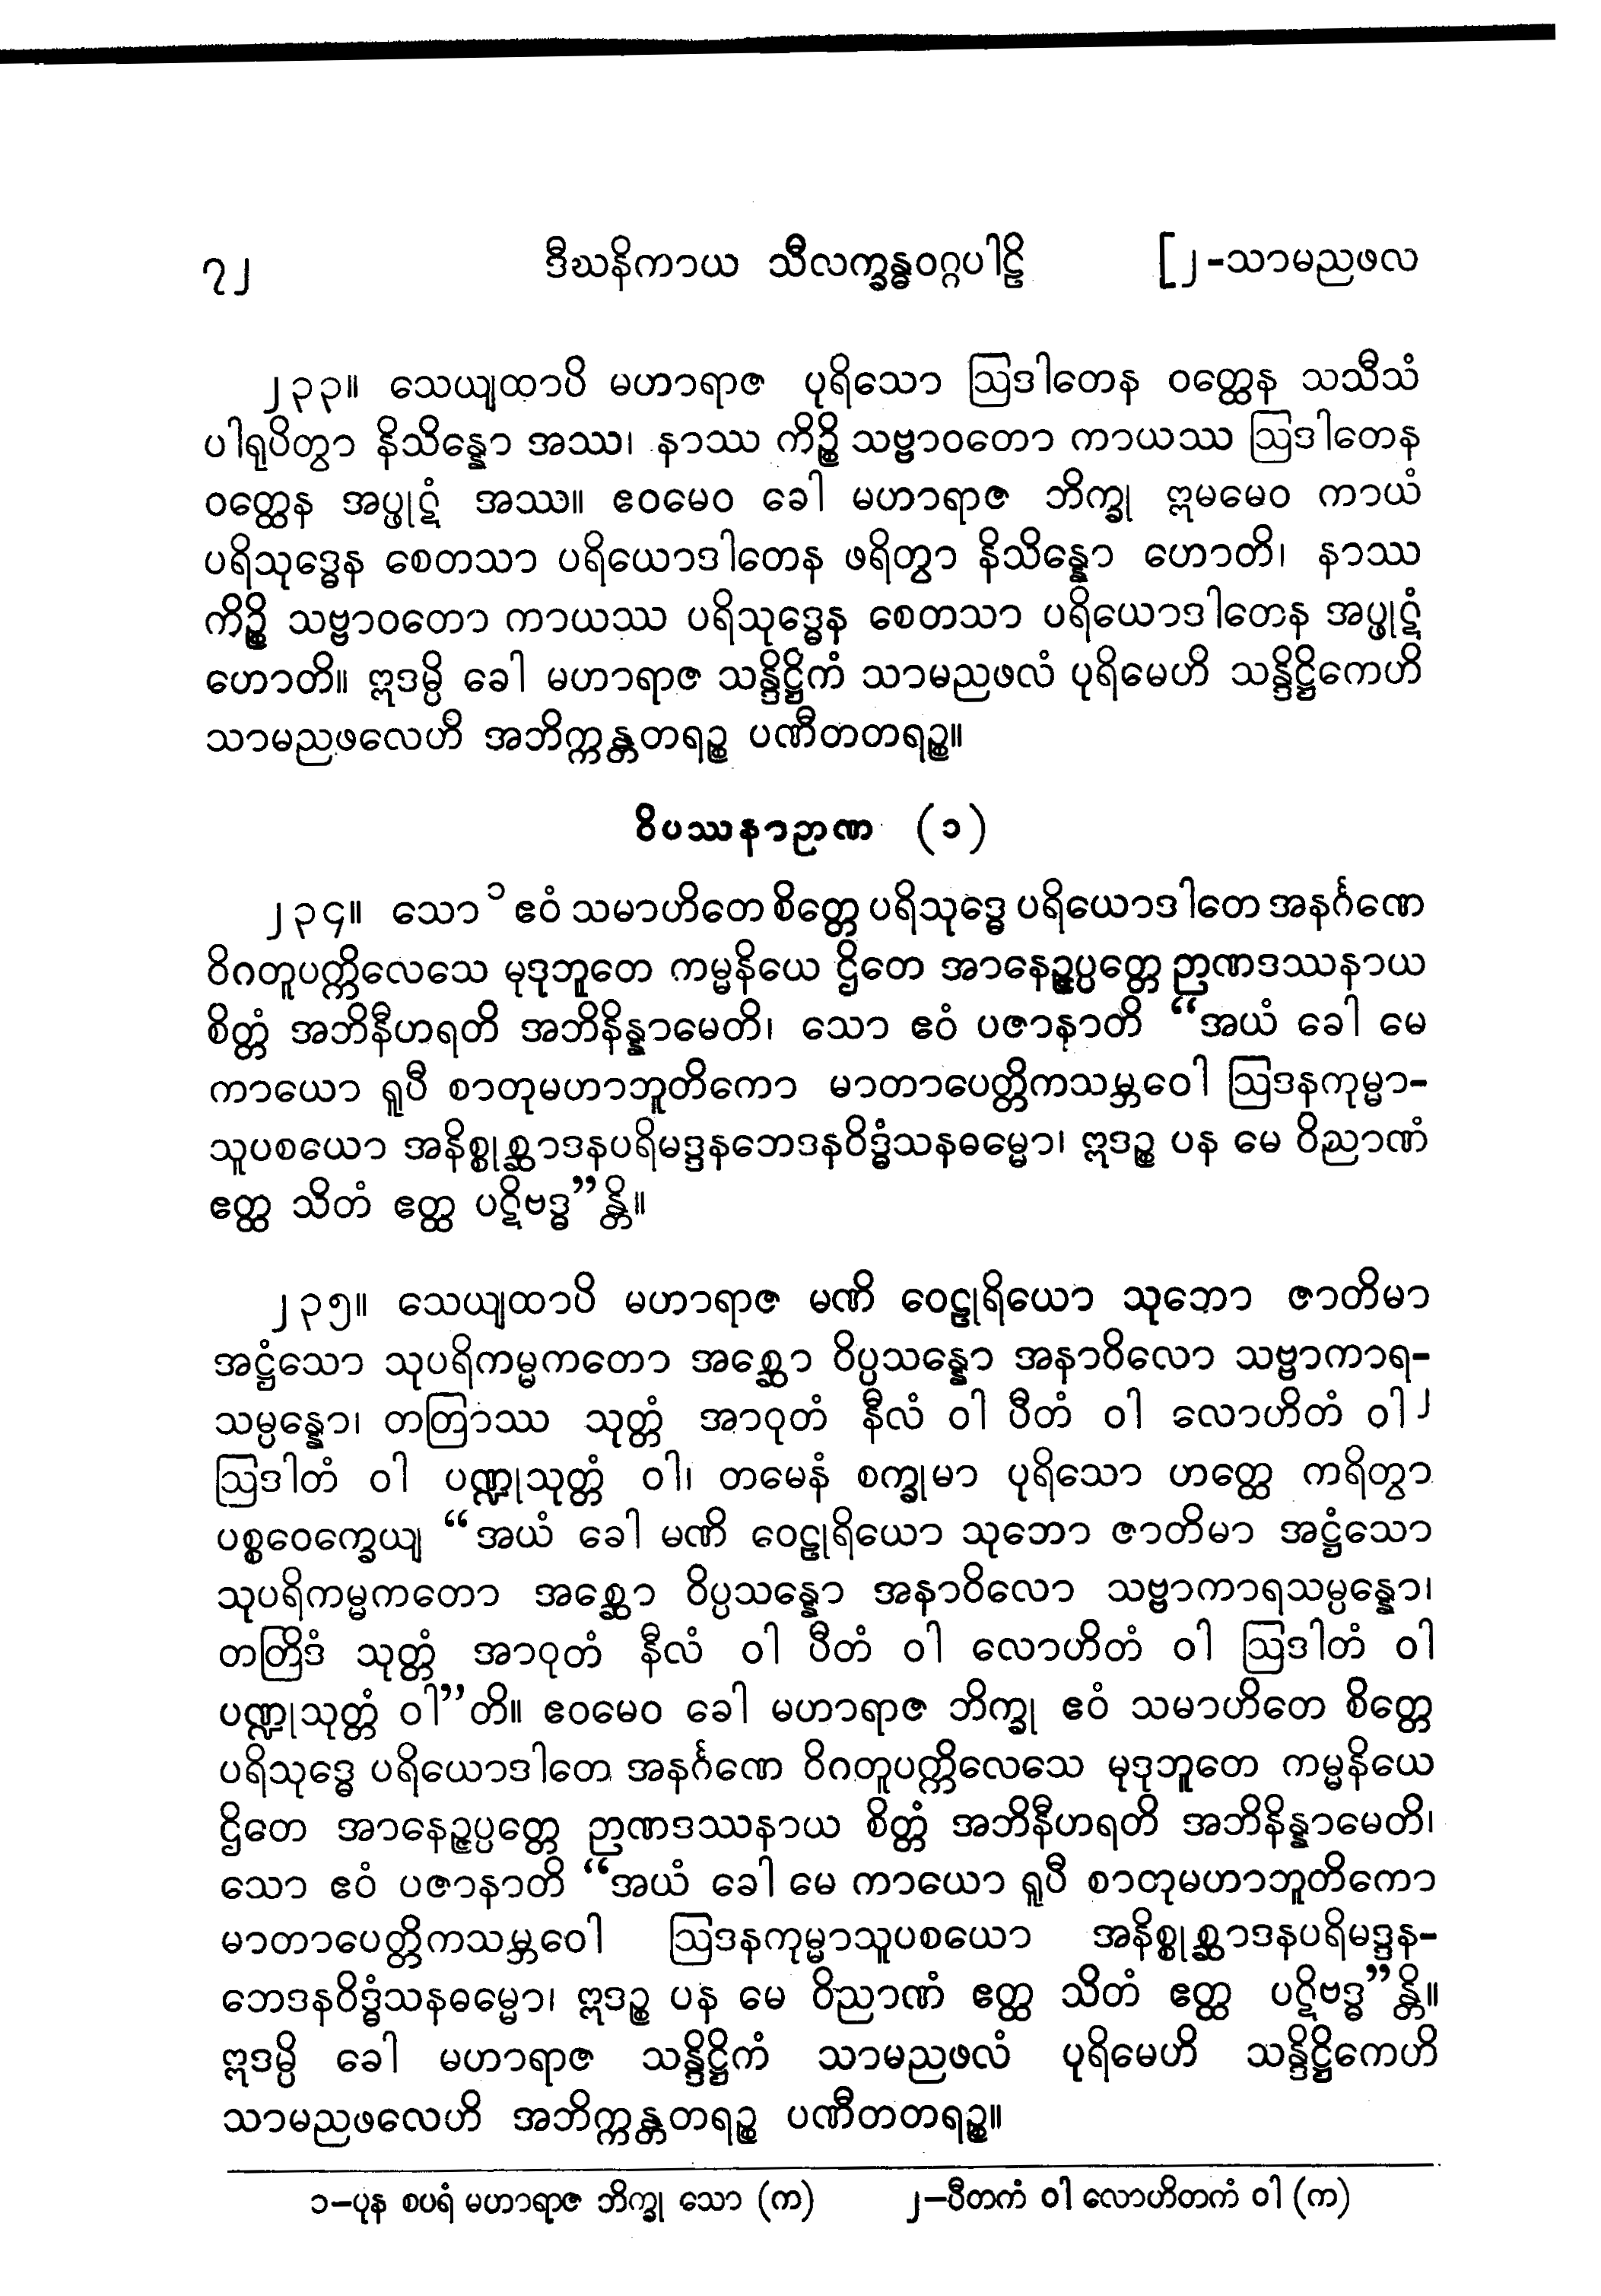 ၇၂ ဒီဃနိကာယ သီလက္ခန္ဓဝဂ္ဂပါဠိ [၂-သာမညဖလ
၂၃၃။ သေယျထာပိ မဟာရာဇ ပုရိသော ဩဒါတေန ဝတ္ထေန သသီသံ
ပါရုပိတွာ နိသိန္နော အဿ၊ နာဿ ကိဉ္စိ သဗ္ဗာဝတော ကာယဿ ဩဒါတေန
ဝတ္ထေန အပ္ဖုဋံ အဿ။ ဧဝမေဝ ခေါ မဟာရာဇ ဘိက္ခု ဣမမေဝ ကာယံ
ပရိသုဒ္ဓေန စေတသာ ပရိယောဒါတေန ဖရိတွာ နိသိန္နော ဟောတိ၊ နာဿ
ကိဉ္စိ သဗ္ဗာဝတော ကာယဿ ပရိသုဒ္ဓေန စေတသာ ပရိယောဒါတေန အပ္ဖုဋံ
ဟောတိ။ ဣဒမ္ပိ ခေါ မဟာရာဇ သန္ဒိဋ္ဌိကံ သာမညဖလံ ပုရိမေဟိ သန္ဒိဋ္ဌိကေဟိ
သာမညဖလေဟိ အဘိက္ကန္တတရဉ္စ ပဏီတတရဉ္စ။
ဝိပဿနာဉာဏ (၁)
၂၃၄။ သော ၁ ဧဝံ သမာဟိတေ စိတ္တေ ပရိသုဒ္ဓေ ပရိယောဒါတေ အနင်္ဂဏေ
ဝိဂတူပက္ကိလေသေ မုဒုဘူတေ ကမ္မနိယေ ဌိတေ အာနေဉ္ဇပ္ပတ္တေ ဉာဏဒဿနာယ
စိတ္တံ အဘိနီဟရတိ အဘိနိန္နာမေတိ၊ သော ဧဝံ ပဇာနာတိ “အယံ ခေါ မေ
ကာယော ရူပီ စာတုမဟာဘူတိကော မာတာပေတ္တိကသမ္ဘဝေါ ဩဒနကုမ္မာ-
သူပစယော အနိစ္စုစ္ဆာဒနပရိမဒ္ဒနဘေဒနဝိဒ္ဓံသနဓမ္မော၊ ဣဒဉ္စ ပန မေ ဝိညာဏံ
ဧတ္ထ သိတံ ဧတ္ထ ပဋိဗဒ္ဓ”န္တိ။
၂၃၅။ သေယျထာပိ မဟာရာဇ မဏိ ဝေဠုရိယော သုဘော ဇာတိမာ
အဋ္ဌံသော သုပရိကမ္မကတော အစ္ဆော ဝိပ္ပသန္နော အနာဝိလော သဗ္ဗာကာရ-
သမ္ပန္နော၊ တတြာဿ သုတ္တံ အာဝုတံ နီလံ ဝါ ပီတံ ဝါ လောဟိတံ ဝါ ၂
ဩဒါတံ ဝါ ပဏ္ဍုသုတ္တံ ဝါ၊ တမေနံ စက္ခုမာ ပုရိသော ဟတ္ထေ ကရိတွာ
ပစ္စဝေက္ခေယျ “အယံ ခေါ မဏိ ဝေဠုရိယော သုဘော ဇာတိမာ အဋ္ဌံသော
သုပရိကမ္မကတော အစ္ဆော ဝိပ္ပသန္နော အနာဝိလော သဗ္ဗာကာရသမ္ပန္နော၊
တတြိဒံ သုတ္တံ အာဝုတံ နီလံ ဝါ ပီတံ ဝါ လောဟိတံ ဝါ ဩဒါတံ ဝါ
ပဏ္ဍုသုတ္တံ ဝါ”တိ။ ဧဝမေဝ ခေါ မဟာရာဇ ဘိက္ခု ဧဝံ သမာဟိတေ စိတ္တေ
ပရိသုဒ္ဓေ ပရိယောဒါတေ အနင်္ဂဏေ ဝိဂတူပက္ကိလေသေ မုဒုဘူတေ ကမ္မနိယေ
ဌိတေ အာနေဉ္ဇပ္ပတ္တေ ဉာဏဒဿနာယ စိတ္တံ အဘိနီဟရတိ အဘိနိန္နာမေတိ၊
သော ဧဝံ ပဇာနာတိ “အယံ ခေါ မေ ကာယော ရူပီ စာတုမဟာဘူတိကော
မာတာပေတ္တိကသမ္ဘဝေါ ဩဒနကုမ္မာသူပစယော အနိစ္စုစ္ဆာဒနပရိမဒ္ဒန-
ဘေဒနဝိဒ္ဓံသနဓမ္မော၊ ဣဒဉ္စ ပန မေ ဝိညာဏံ ဧတ္ထ သိတံ ဧတ္ထ ပဋိဗဒ္ဓ”န္တိ။
ဣဒမ္ပိ ခေါ မဟာရာဇ သန္ဒိဋ္ဌိကံ သာမညဖလံ ပုရိမေဟိ သန္ဒိဋ္ဌိကေဟိ
သာမညဖလေဟိ အဘိက္ကန္တတရဉ္စ ပဏီတတရဉ္စ။
၁–ပုန စပရံ မဟာရာဇ ဘိက္ခု သော (က) ၂–ပီတကံ ဝါ လောဟိတကံ ဝါ (က)